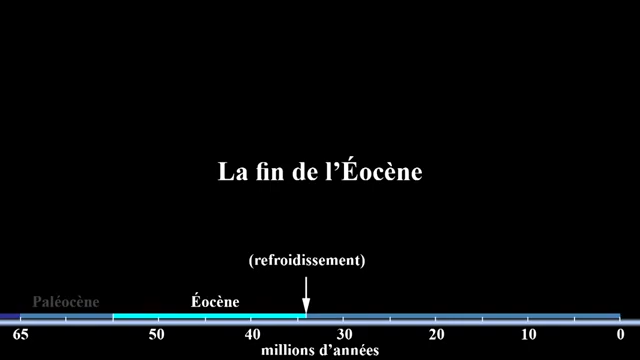 La fin de l’Éocène
(refroidissement)
Paléocène Éocène
65 50 40 30 20 10 0
millions d’années